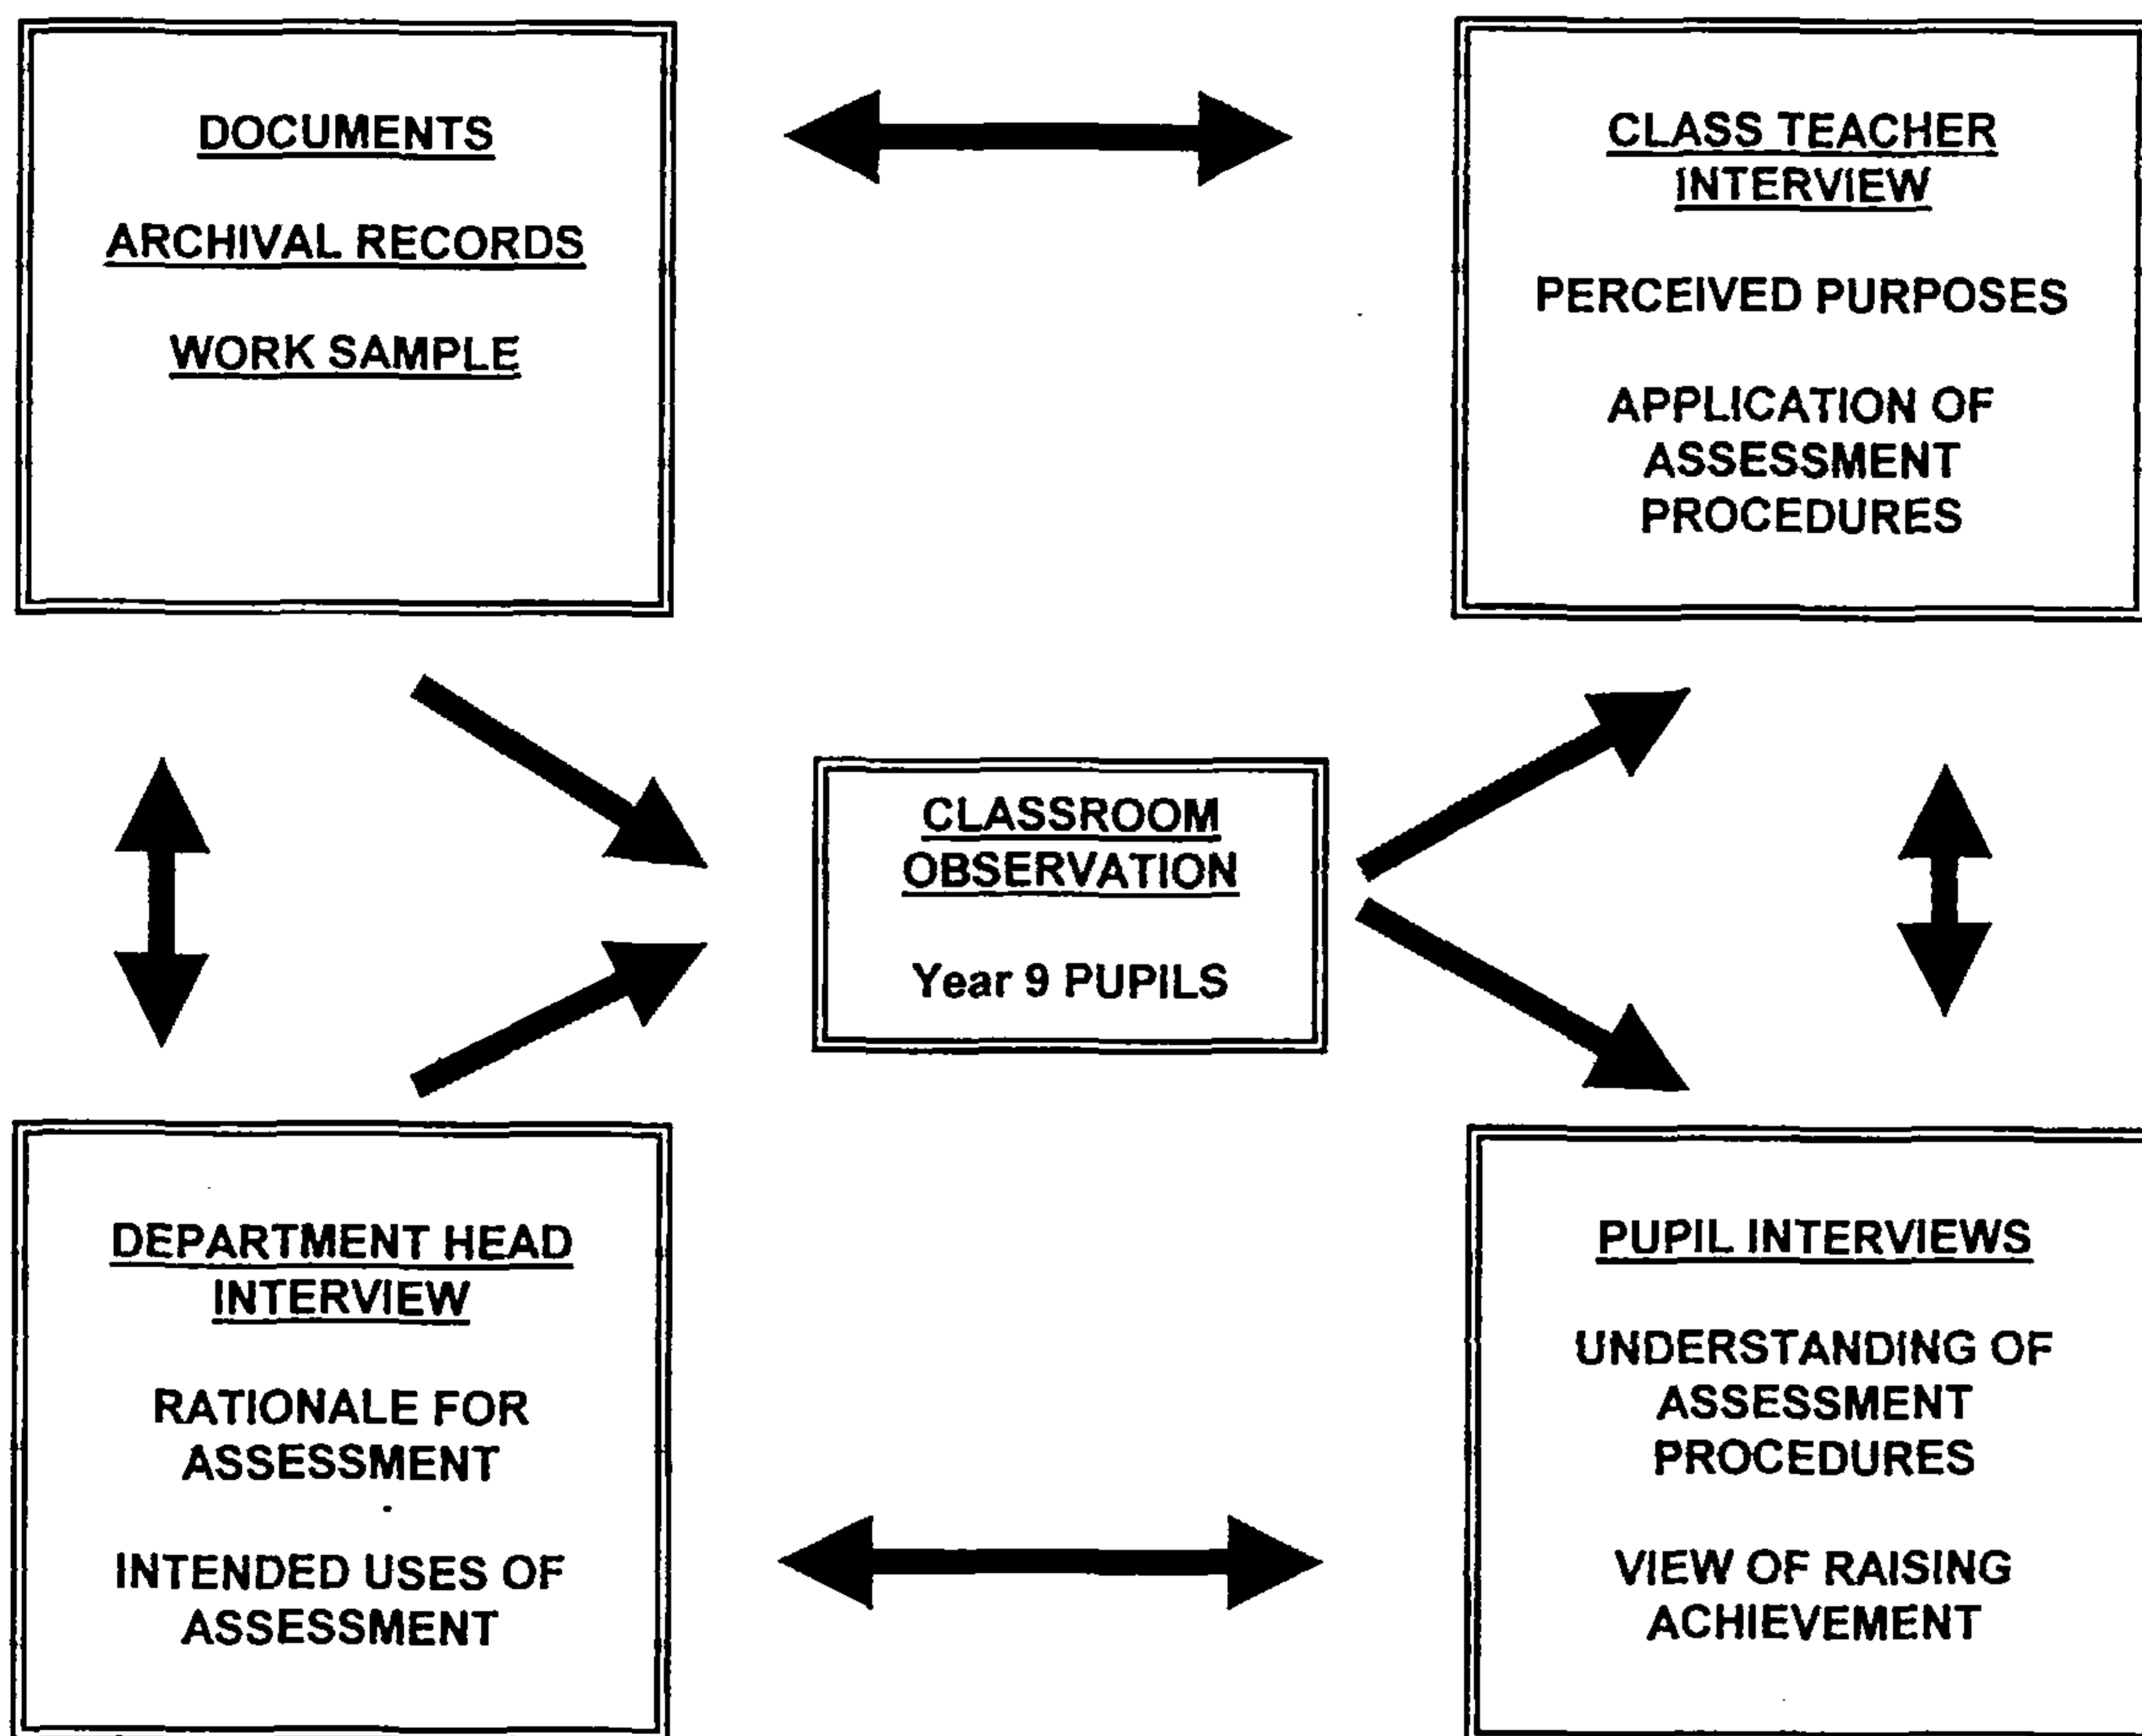 DOCUMENTS
ARCHIVAL RECORDS
WORK SAMPLE
CLASS TEACHER
INTERVIEW
PERCEIVED PURPOSES
APPLICATION OF
ASSESSMENT
PROCEDURES
CLASSROOM
OBSERVATION
Year 9 PUPILS
DEPARTMENT HEAD
INTERVIEW
RATIONALE FOR
ASSESSMENT
INTENDED USES OF
ASSESSMENT
PUPIL INTERVIEWS
UNDERSTANDING OF
ASSESSMENT
PROCEDURES
VIEW OF RAISING
ACHIEVEMENT